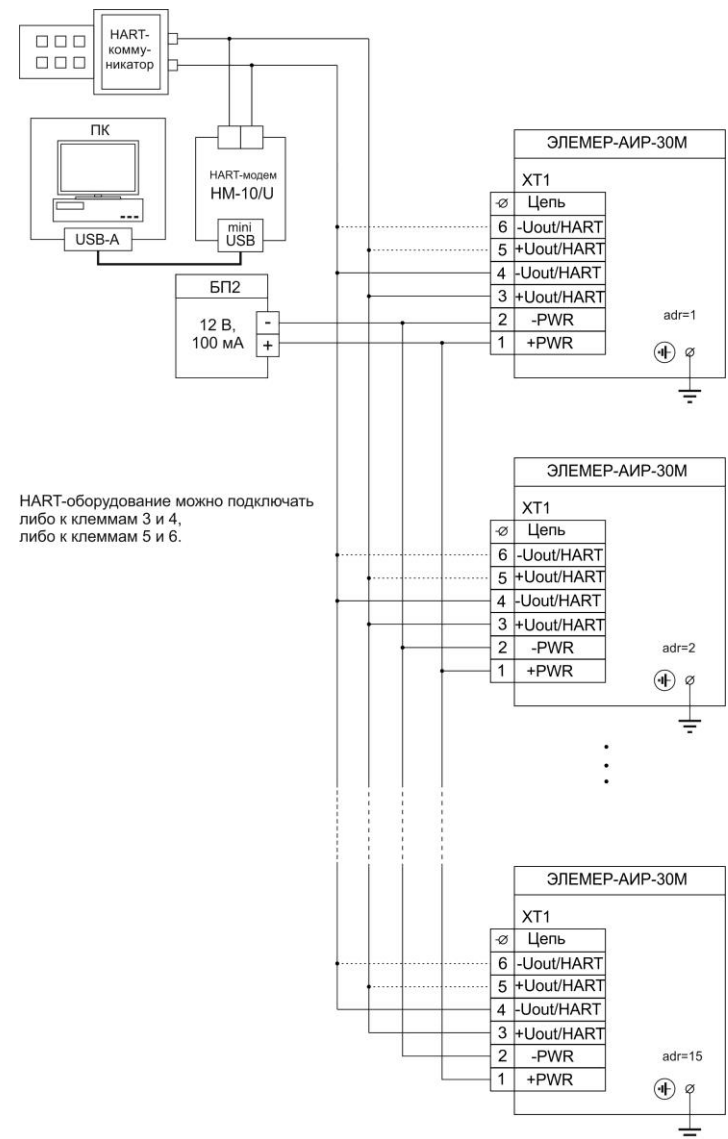 HART-
комму-
никатор
ПК
USB-A
HART-модем
HM-10/U
mini
USB
БП2
12 В,
100 мА
-
+
ЭЛЕМЕР-АИР-30М
XT1
Цепь
6 -Uout/HART
5 +Uout/HART
4 -Uout/HART
3 +Uout/HART
2 -PWR
1 +PWR
adr=1
HART-оборудование можно подключать
либо к клеммам 3 и 4,
либо к клеммам 5 и 6.
ЭЛЕМЕР-АИР-30М
XT1
Цепь
6 -Uout/HART
5 +Uout/HART
4 -Uout/HART
3 +Uout/HART
2 -PWR
1 +PWR
adr=2
ЭЛЕМЕР-АИР-30М
XT1
Цепь
6 -Uout/HART
5 +Uout/HART
4 -Uout/HART
3 +Uout/HART
2 -PWR
1 +PWR
adr=15